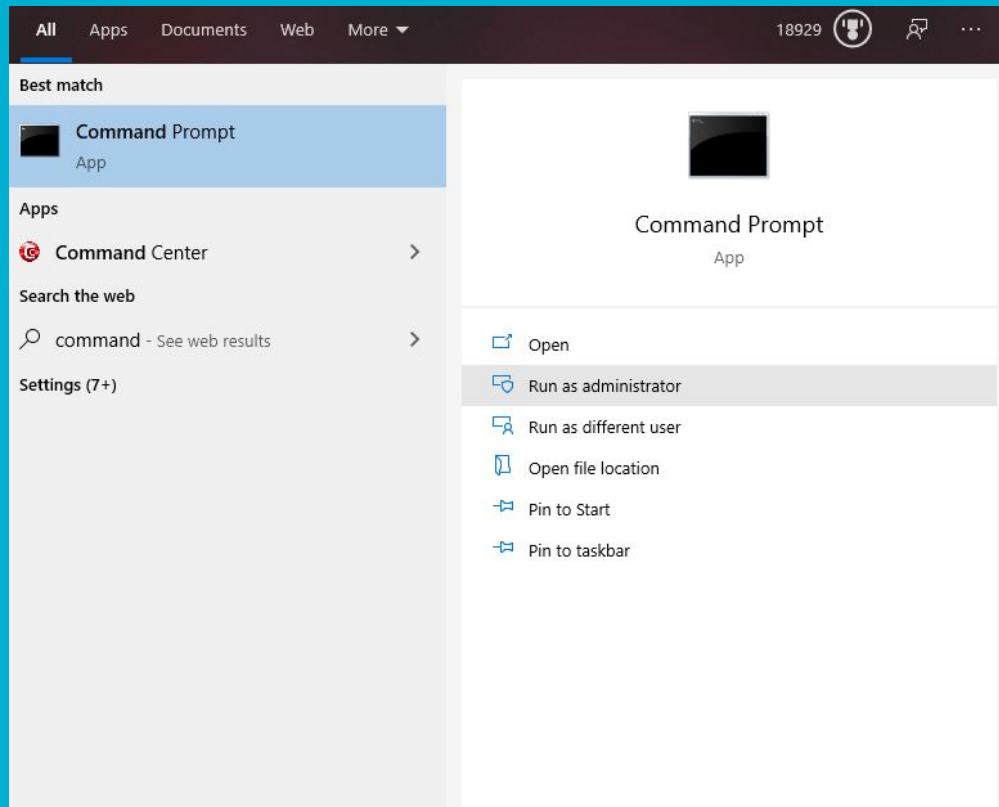 All Apps Documents Web More 18929 ...
Best match
Command Prompt
App
Apps
Command Center
Search the web
command - See web results
Settings (7+)
Command Prompt
App
Open
Run as administrator
Run as different user
Open file location
Pin to Start
Pin to taskbar